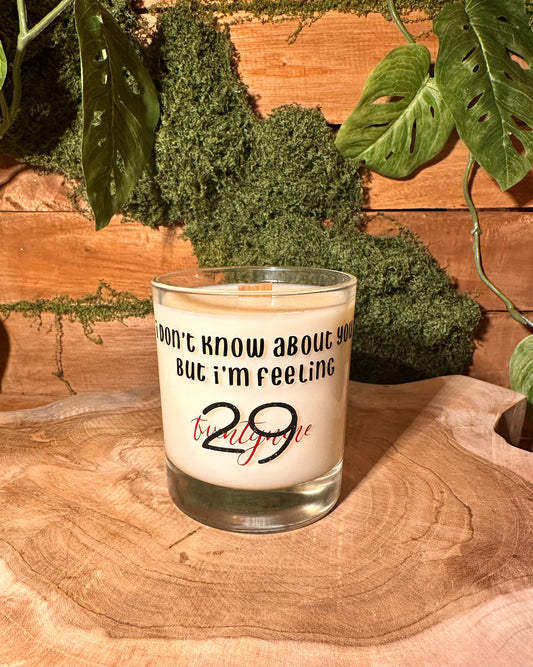 i DON'T KNOW ABOUT YOU
BUT i'm feeling
29
twentynine